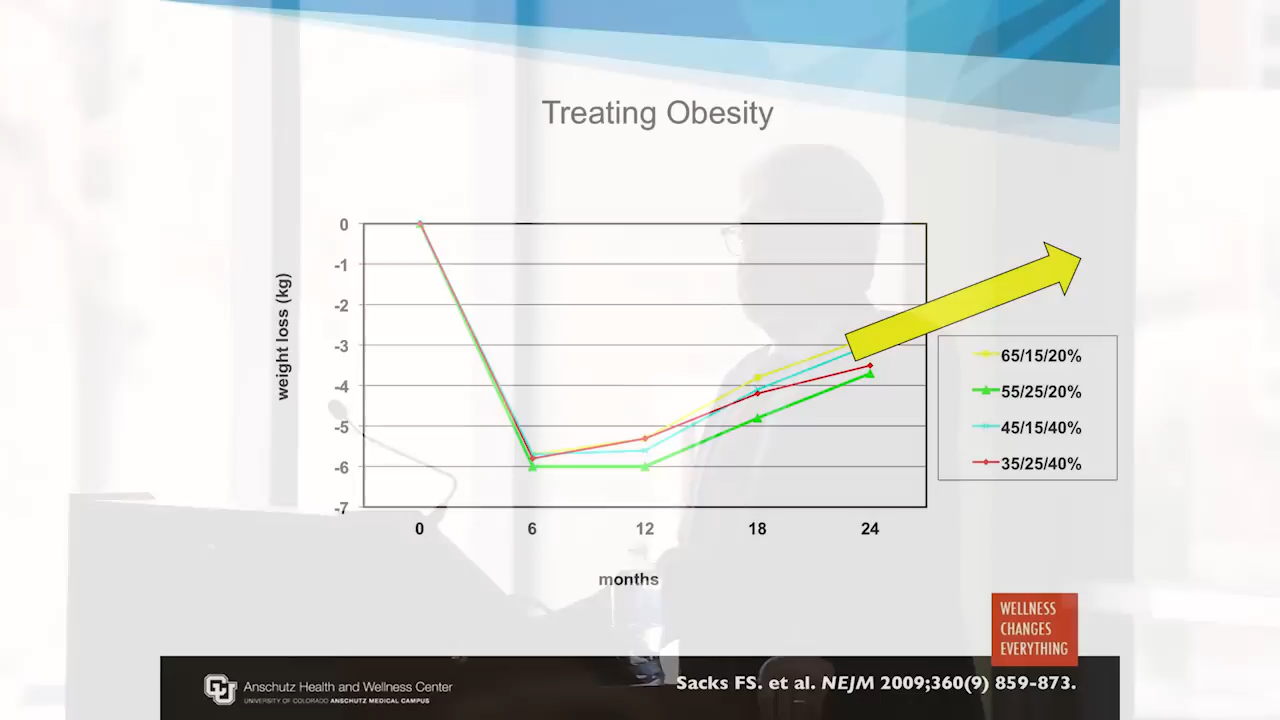 Treating Obesity
0
-1
-2
-3
-4
-5
-6
-7
weight loss (kg)
0 6 12 18 24
months
65/15/20%
55/25/20%
45/15/40%
35/25/40%
WELLNESS
CHANGES
EVERYTHING
CU
Anschutz Health and Wellness Center
UNIVERSITY OF COLORADO ANSCHUTZ MEDICAL CAMPUS
Sacks FS. et al. NEJM 2009;360(9) 859-873.